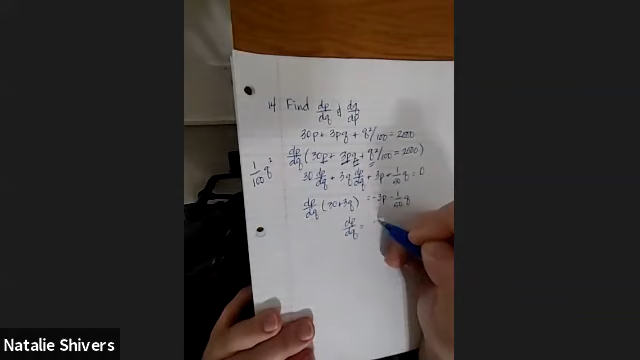 14 Find dp/dq & dq/dp
30p + 3pq + q²/100 = 2000
dp/dq (30p + 3pq + q²/100 = 2000)
1/100 q²
30 dp/dq + 3q dp/dq + 3p + 1/50 q = 0
dp/dq (30+3q) = -3p - 1/50 q
dp/dq =
Natalie Shivers